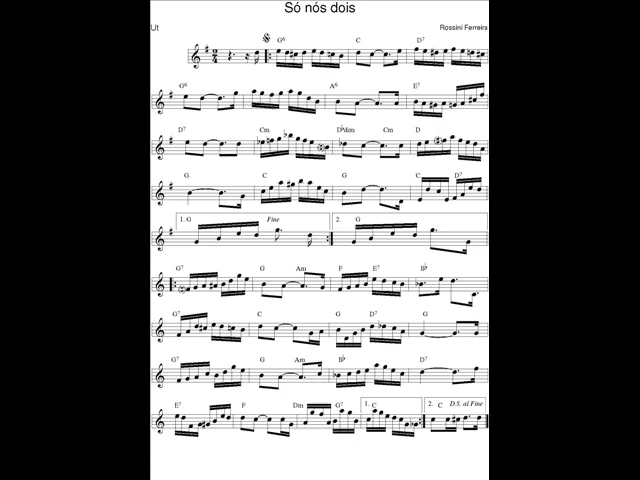 Só nós dois
Ut
Rossini Ferreira
G6 C D7
G6 A6 E7
D7 Cm D♭dim Cm D
G C G C D7
1. G Fine 2. G
G7 G Am F E7 B♭
G7 C G7 D7 G
G7 G Am B♭ D7
E7 F Dm G7 1. C 2. C D.S. al Fine